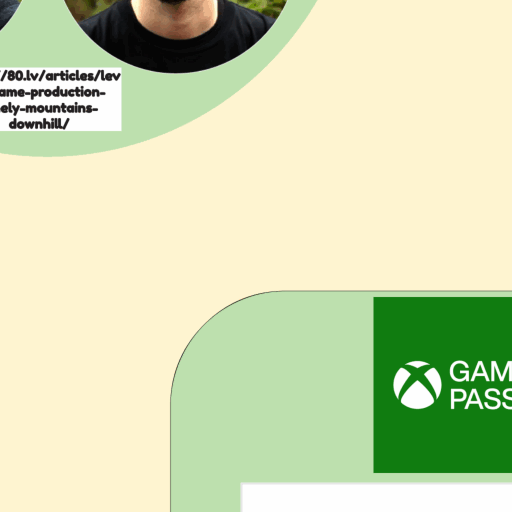 /80.lv/articles/lev
ame-production-
ely-mountains-
downhill/
GAM
PASS